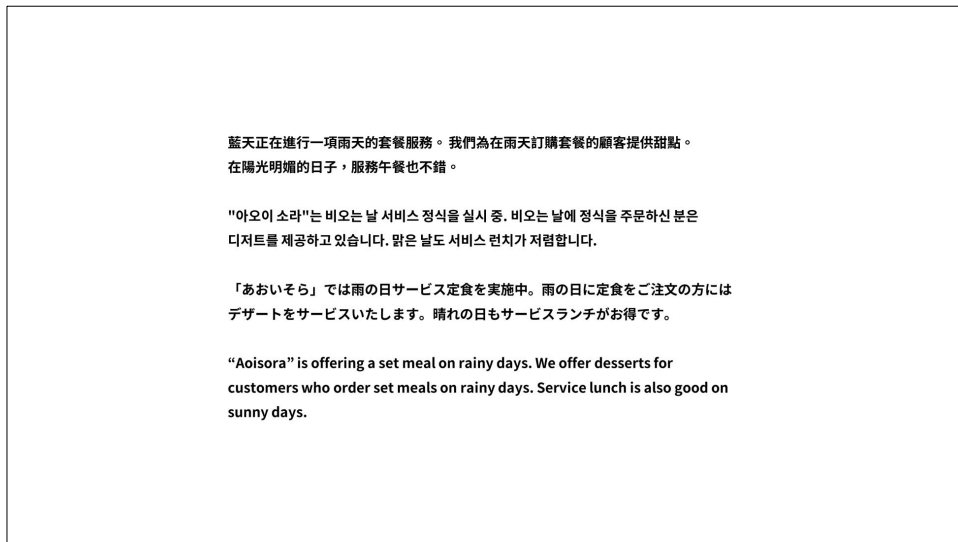 藍天正在進行一項雨天的套餐服務。 我們為在雨天訂購套餐的顧客提供甜點。
在陽光明媚的日子，服務午餐也不錯。
"아오이 소라"는 비오는 날 서비스 정식을 실시 중. 비오는 날에 정식을 주문하신 분은
디저트를 제공하고 있습니다. 맑은 날도 서비스 런치가 저렴합니다.
「あおいそら」では雨の日サービス定食を実施中。雨の日に定食をご注文の方には
デザートをサービスいたします。晴れの日もサービスランチがお得です。
“Aoisora” is offering a set meal on rainy days. We offer desserts for
customers who order set meals on rainy days. Service lunch is also good on
sunny days.